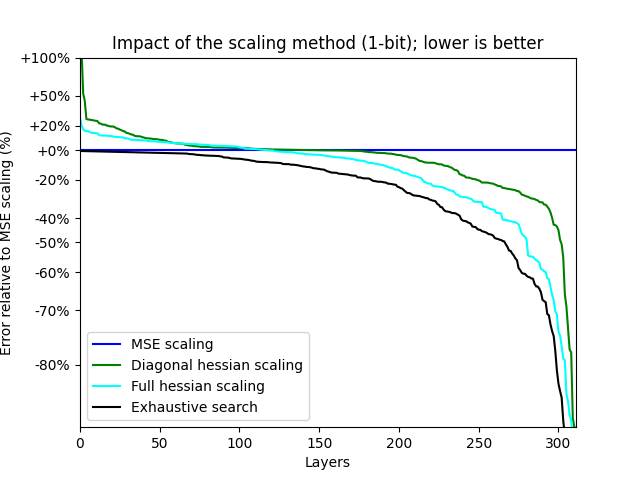 Impact of the scaling method (1-bit); lower is better
Error relative to MSE scaling (%)
+100%
+50%
+20%
+0%
-20%
-40%
-50%
-60%
-70%
-80%
MSE scaling
Diagonal hessian scaling
Full hessian scaling
Exhaustive search
0 50 100 150 200 250 300
Layers